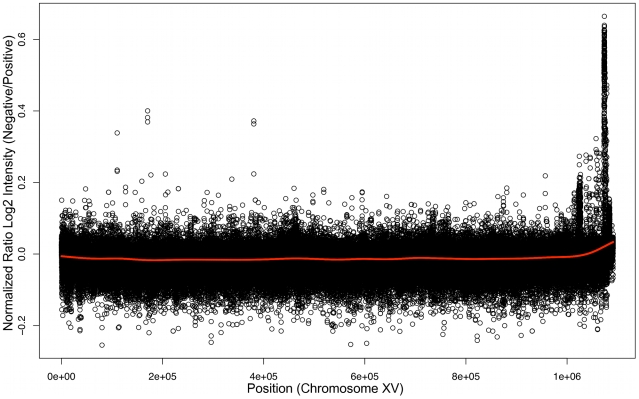 Normalized Ratio Log2 Intensity (Negative/Positive)
0.6
0.4
0.2
0.0
−0.2
0e+00 2e+05 4e+05 6e+05 8e+05 1e+06
Position (Chromosome XV)